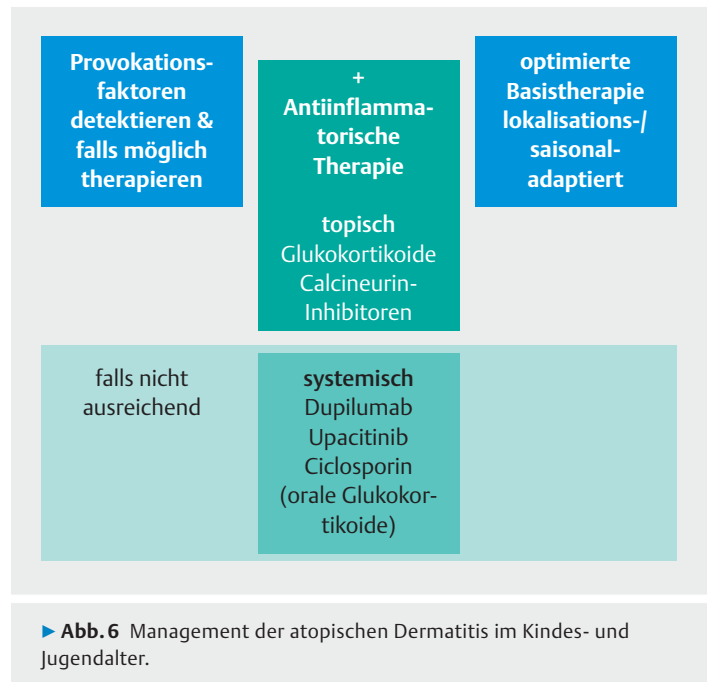 Provokations-
faktoren
detektieren &
falls möglich
therapieren
+
Antiinflamma-
torische
Therapie
topisch
Glukokortikoide
Calcineurin-
Inhibitoren
optimierte
Basistherapie
lokalisations-/
saisonal-
adaptiert
falls nicht
ausreichend
systemisch
Dupilumab
Upacitinib
Ciclosporin
(orale Glukokor-
tikoide)
▶ Abb. 6 Management der atopischen Dermatitis im Kindes- und
Jugendalter.